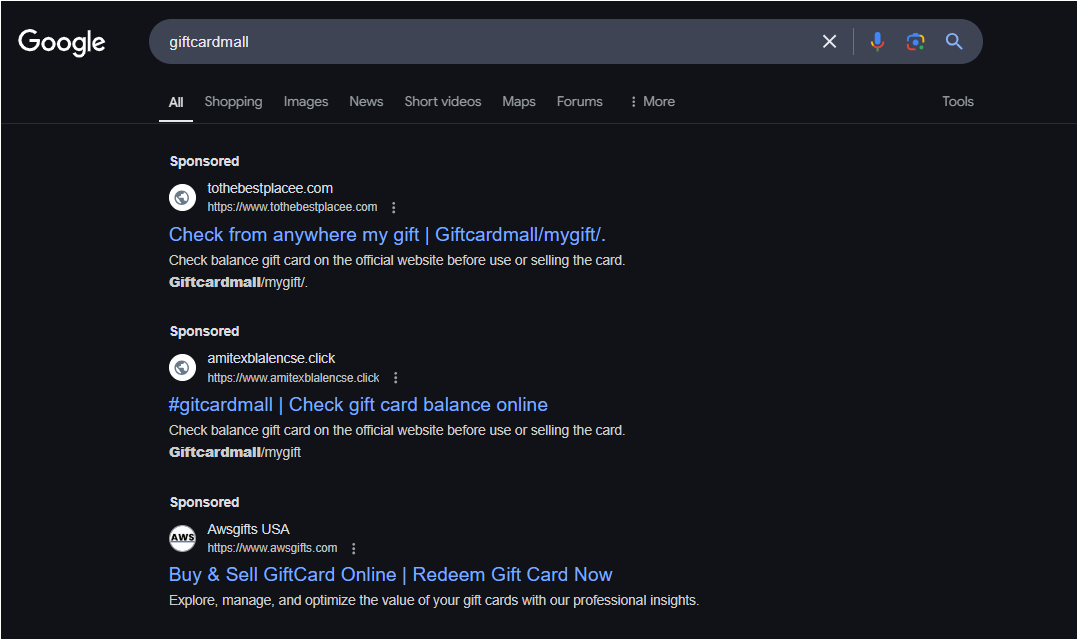 Google
giftcardmall
All Shopping Images News Short videos Maps Forums More Tools
Sponsored
tothebestplacee.com
https://www.tothebestplacee.com
Check from anywhere my gift | Giftcardmall/mygift/.
Check balance gift card on the official website before use or selling the card.
Giftcardmall/mygift/.
Sponsored
amitexblalencse.click
https://www.amitexblalencse.click
#gitcardmall | Check gift card balance online
Check balance gift card on the official website before use or selling the card.
Giftcardmall/mygift
Sponsored
AWS
Awsgifts USA
https://www.awsgifts.com
Buy & Sell GiftCard Online | Redeem Gift Card Now
Explore, manage, and optimize the value of your gift cards with our professional insights.